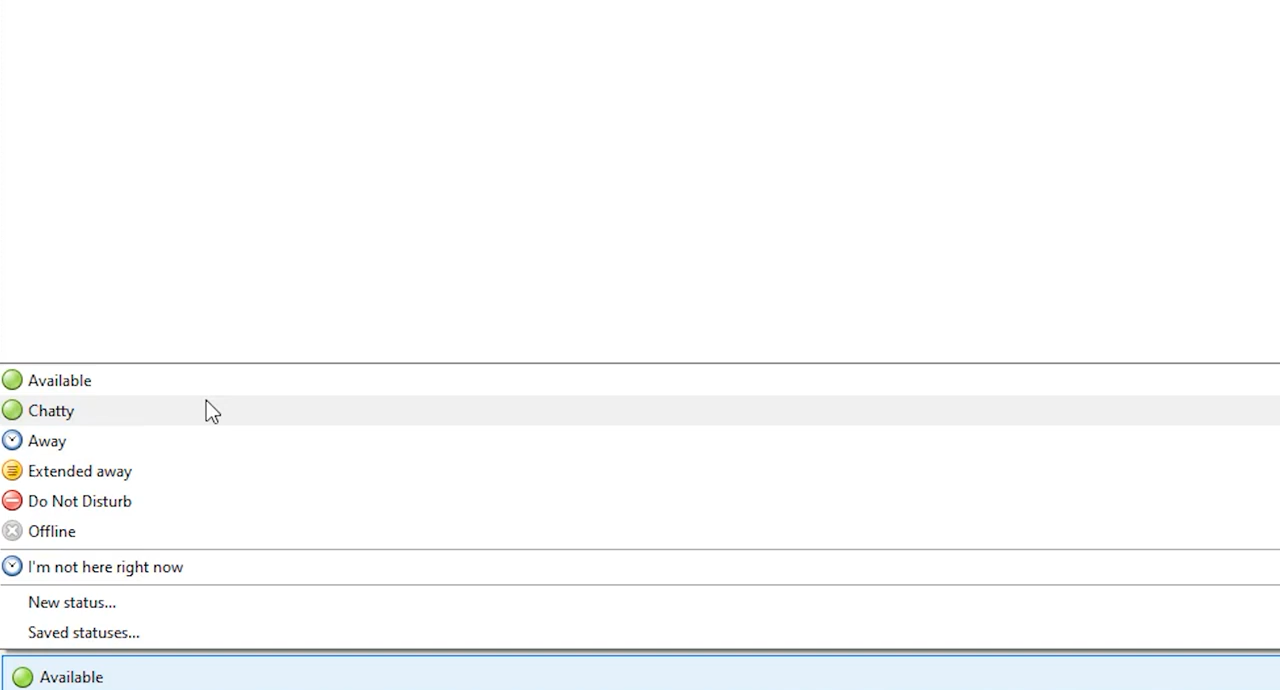 Available
Chatty
Away
Extended away
Do Not Disturb
Offline
I'm not here right now
New status...
Saved statuses...
Available